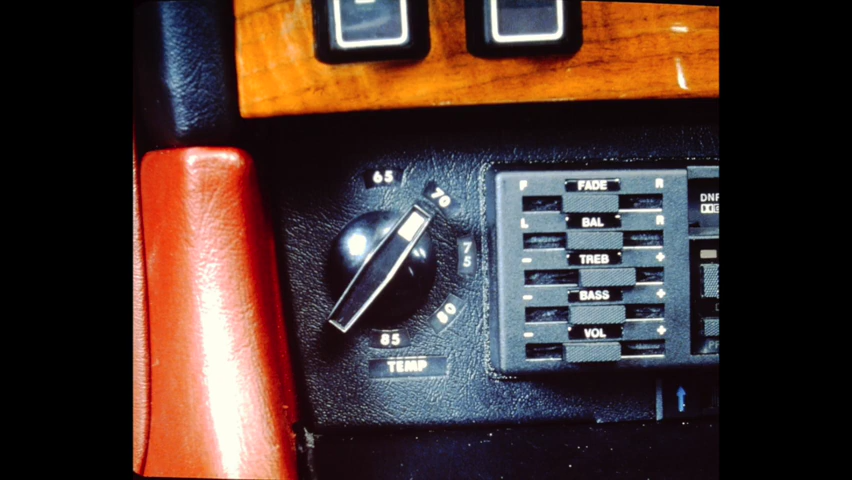 65
70
75
80
85
TEMP
F FADE R
L BAL R
- TREB +
- BASS +
- VOL +
DNR